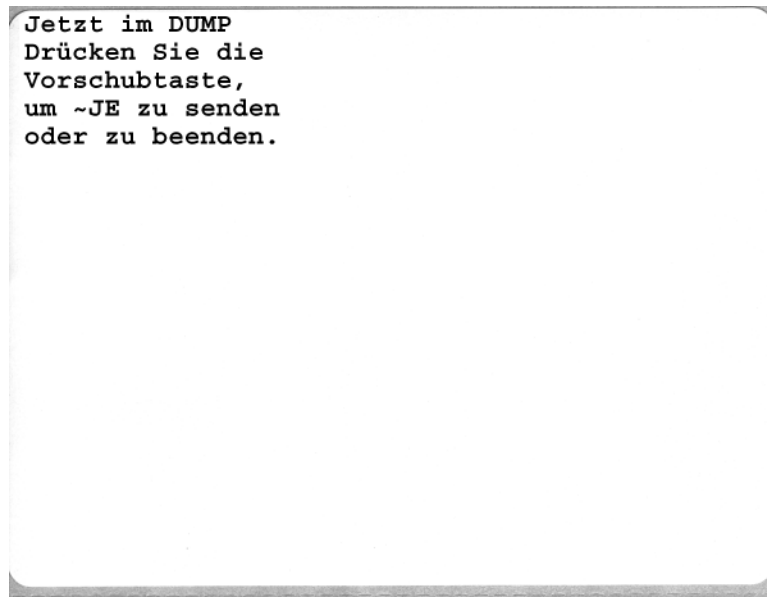 Jetzt im DUMP
Drücken Sie die
Vorschubtaste,
um ~JE zu senden
oder zu beenden.